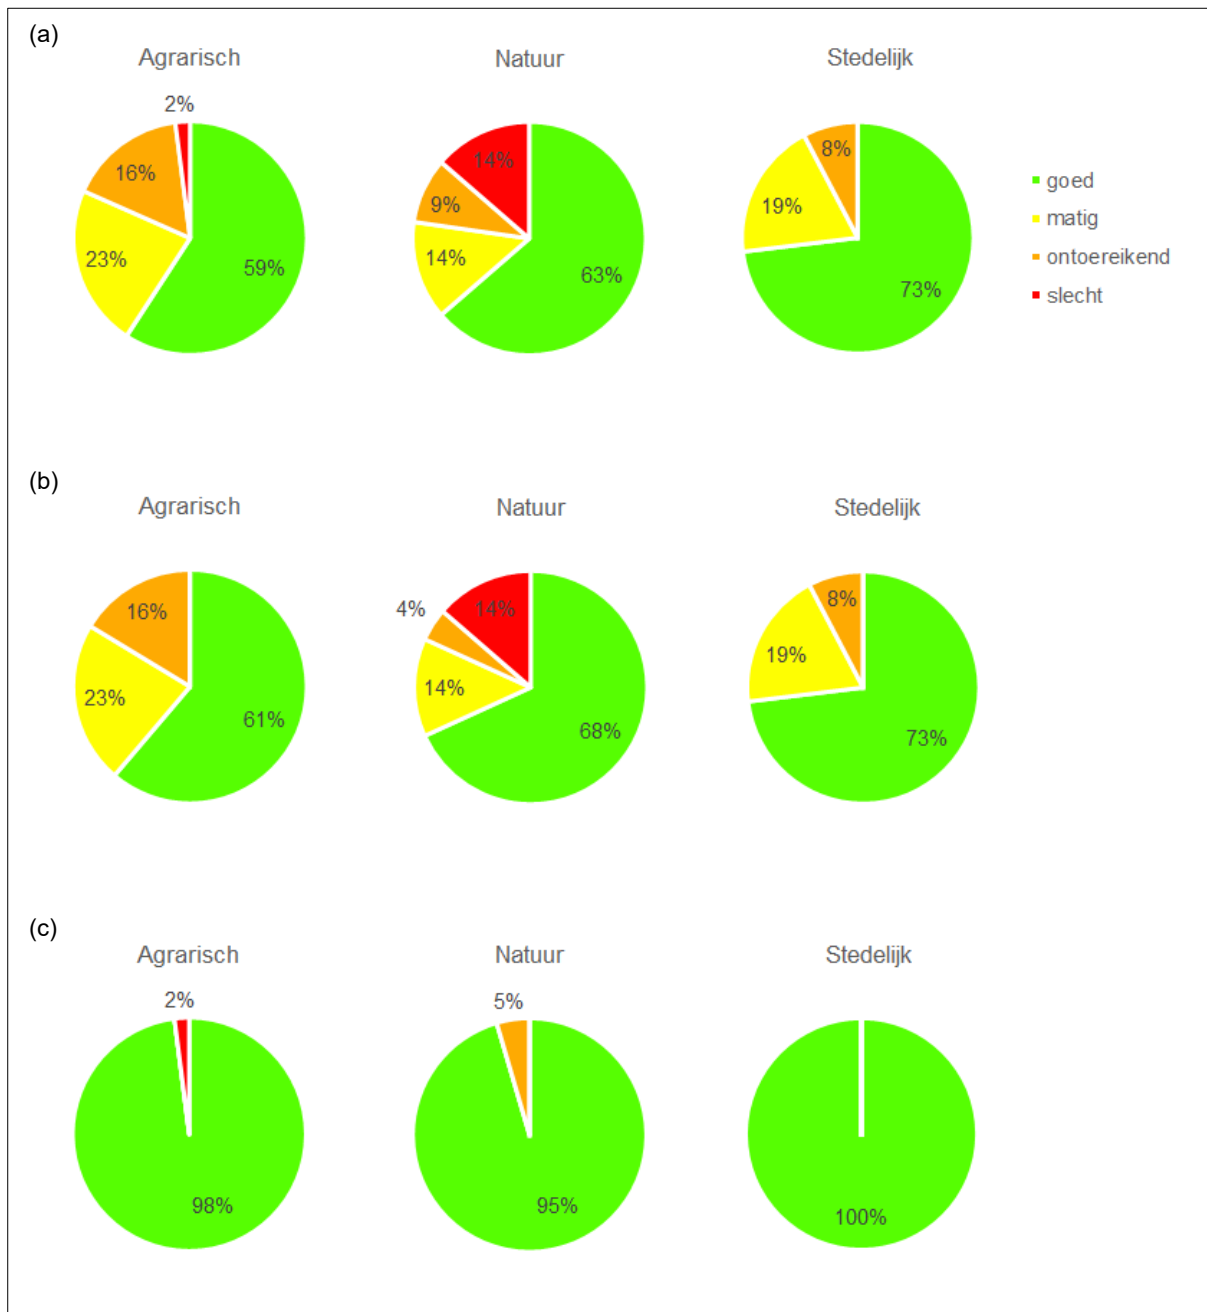 (a)
Agrarisch
Natuur
Stedelijk
2%
16%
23%
59%
14%
9%
14%
63%
8%
19%
73%
goed
matig
ontoereikend
slecht
(b)
Agrarisch
Natuur
Stedelijk
16%
23%
61%
4%
14%
14%
68%
8%
19%
73%
(c)
Agrarisch
Natuur
Stedelijk
2%
98%
5%
95%
100%